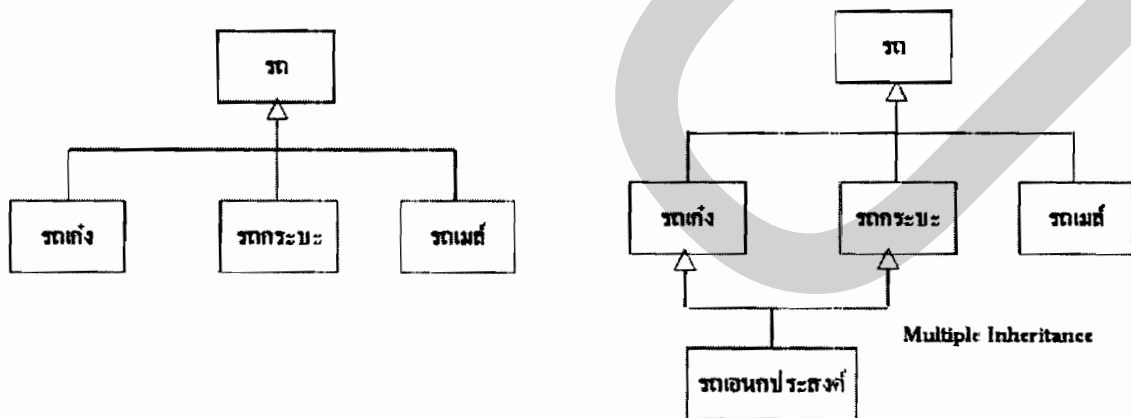 รถ
รถเก๋ง
รถกระบะ
รถเมล์
รถ
รถเก๋ง
รถกระบะ
รถเมล์
Multiple Inheritance
รถเอนกประสงค์